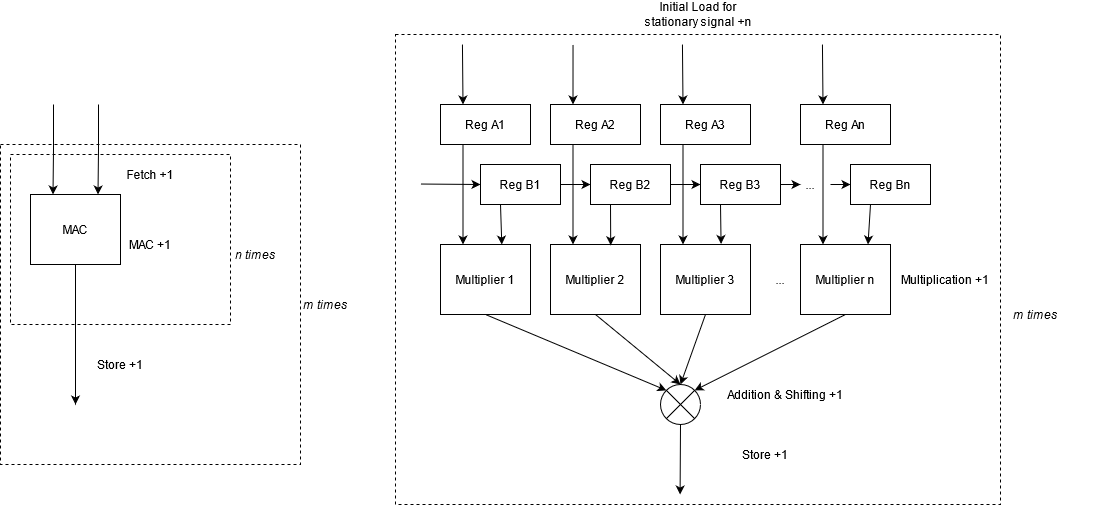 Initial Load for
stationary signal +n
Fetch +1
MAC
MAC +1
n times
m times
Store +1
Reg A1
Reg A2
Reg A3
Reg An
Reg B1
Reg B2
Reg B3
...
Reg Bn
Multiplier 1
Multiplier 2
Multiplier 3
...
Multiplier n
Multiplication +1
m times
Addition & Shifting +1
Store +1